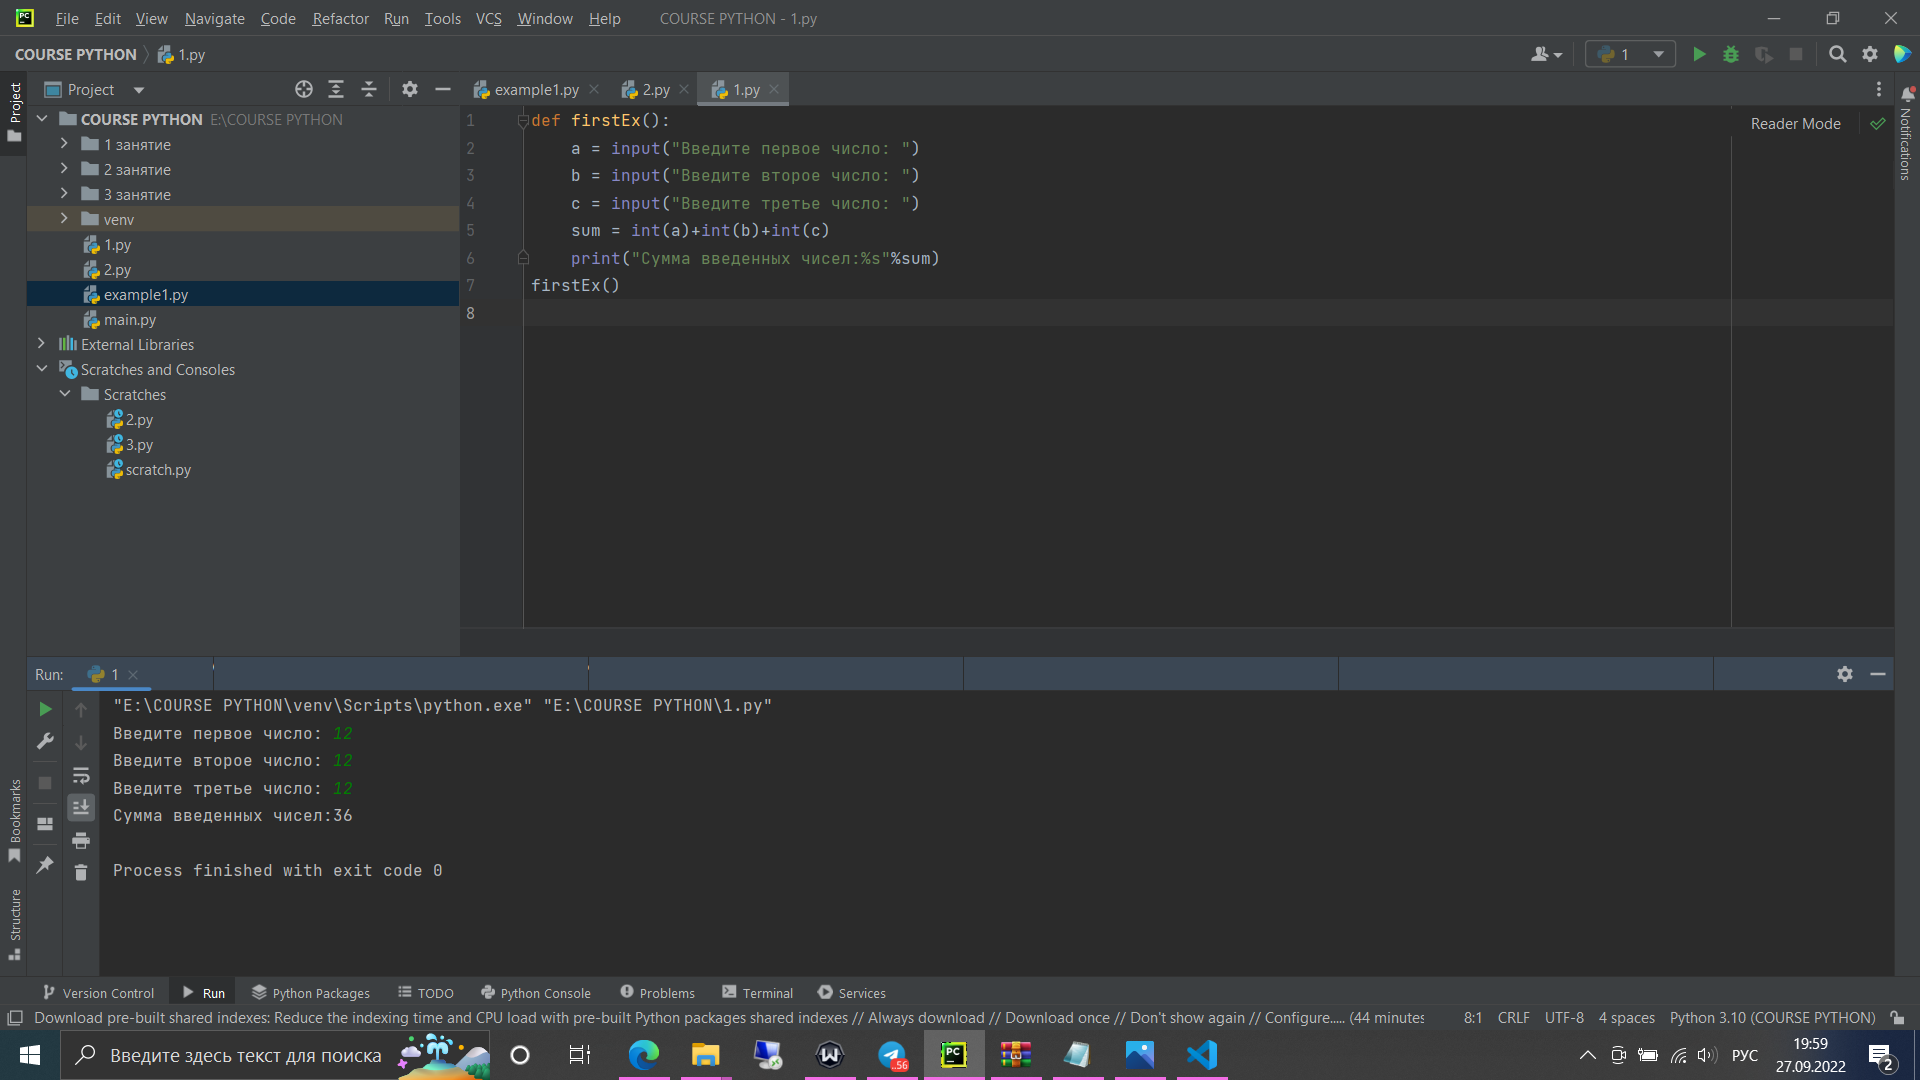 File Edit View Navigate Code Refactor Run Tools VCS Window Help COURSE PYTHON - 1.py
COURSE PYTHON 1.py 1
Project example1.py 2.py 1.py
Project
COURSE PYTHON E:\COURSE PYTHON
1 занятие
2 занятие
3 занятие
venv
1.py
2.py
example1.py
main.py
External Libraries
Scratches and Consoles
Scratches
2.py
3.py
scratch.py
1 def firstEx():
2 a = input("Введите первое число: ")
3 b = input("Введите второе число: ")
4 c = input("Введите третье число: ")
5 sum = int(a)+int(b)+int(c)
6 print("Сумма введенных чисел:%s"%sum)
7 firstEx()
8
Reader Mode
Notifications
Run: 1
"E:\COURSE PYTHON\venv\Scripts\python.exe" "E:\COURSE PYTHON\1.py"
Введите первое число: 12
Введите второе число: 12
Введите третье число: 12
Сумма введенных чисел:36
Process finished with exit code 0
Bookmarks
Structure
Version Control Run Python Packages TODO Python Console Problems Terminal Services
Download pre-built shared indexes: Reduce the indexing time and CPU load with pre-built Python packages shared indexes // Always download // Download once // Don't show again // Configure..... (44 minutes 8:1 CRLF UTF-8 4 spaces Python 3.10 (COURSE PYTHON)
Введите здесь текст для поиска PC ..56 PC РУС 19:59
27.09.2022 2